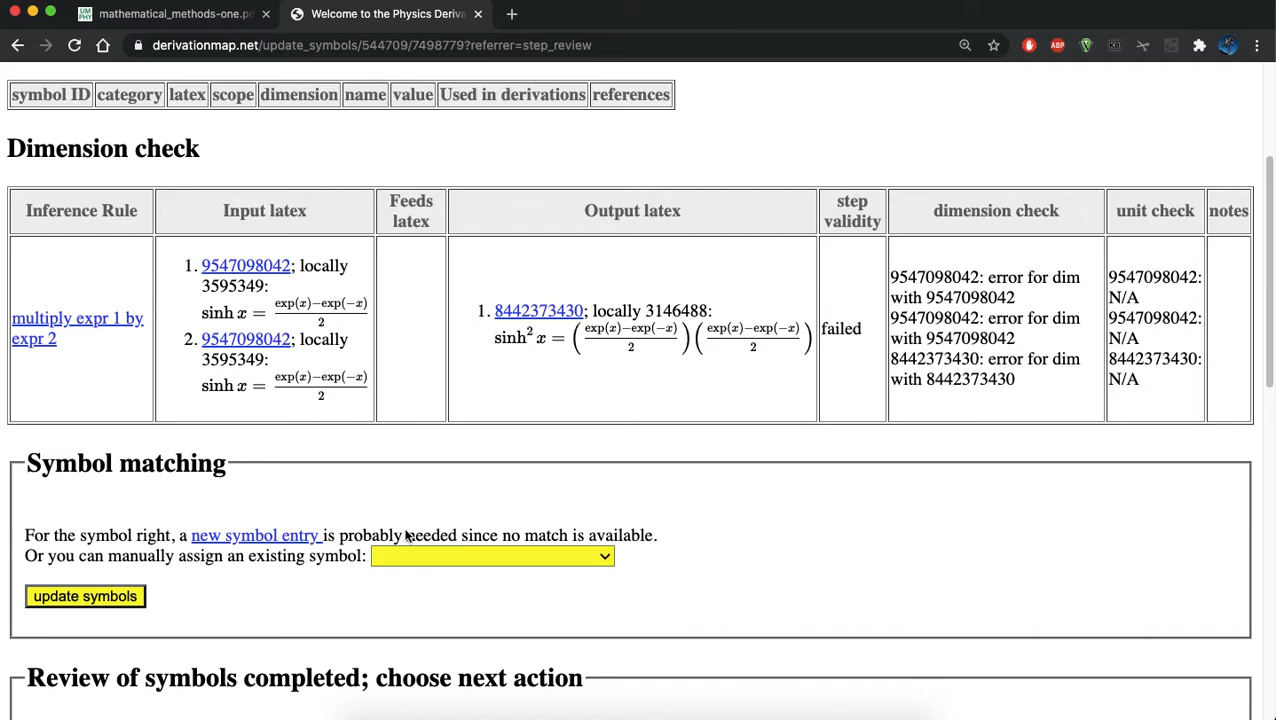 mathematical_methods-one.p
Welcome to the Physics Deriva
derivationmap.net/update_symbols/544709/7498779?referrer=step_review
ABP
symbol ID category latex scope dimension name value Used in derivations references
Dimension check
Inference Rule
Input latex
Feeds
latex
Output latex
step
validity
dimension check
unit check
notes
multiply expr 1 by
expr 2
1. 9547098042; locally
3595349:
sinh x = \frac{exp(x)−exp(−x)}{2}
2. 9547098042; locally
3595349:
sinh x = \frac{exp(x)−exp(−x)}{2}
1. 8442373430; locally 3146488:
sinh² x = (\frac{exp(x)−exp(−x)}{2}) (\frac{exp(x)−exp(−x)}{2})
failed
9547098042: error for dim
with 9547098042
9547098042: error for dim
with 9547098042
8442373430: error for dim
with 8442373430
9547098042:
N/A
9547098042:
N/A
8442373430:
N/A
Symbol matching
For the symbol right, a new symbol entry is probably needed since no match is available.
Or you can manually assign an existing symbol:
update symbols
Review of symbols completed; choose next action